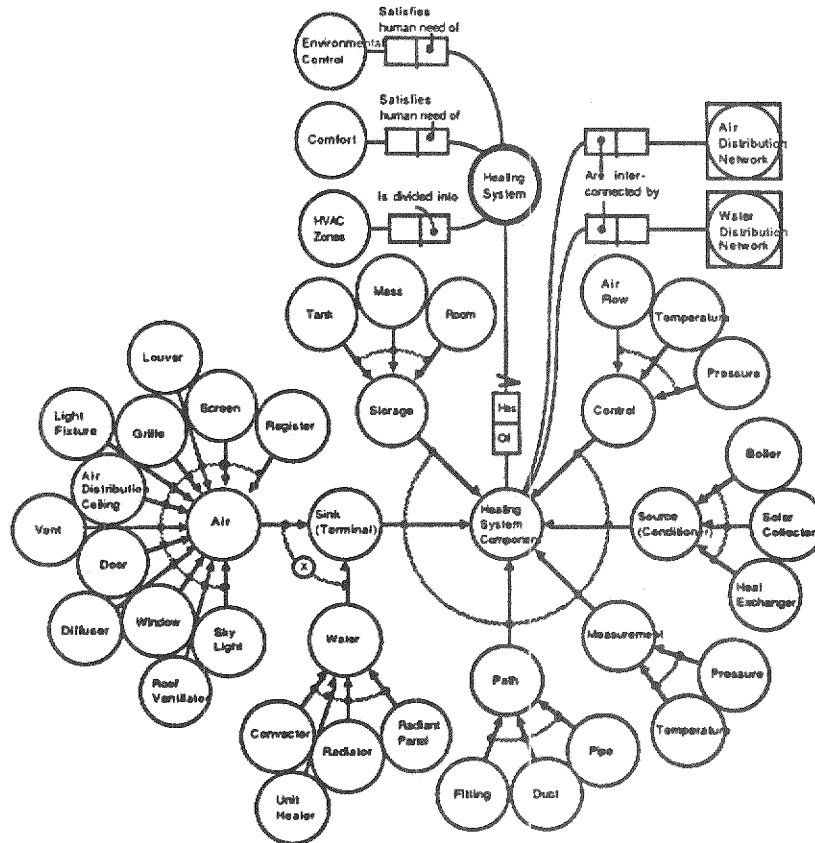 Satisfies
human need of
Environmental
Control
Satisfies
human need of
Comfort
Air
Distribution
Network
Heating
System
Are inter-
connected by
Is divided into
HVAC
Zones
Water
Distribution
Network
Mass
Tank
Room
Air
Flow
Temperature
Pressure
Louver
Light
Fixture
Grille
Screen
Register
Storage
Has
Of
Control
Boiler
Air
Distribution
Ceiling
Vent
Air
Sink
(Terminal)
Heating
System
Component
Source
(Conditioner)
Solar
Collector
Door
X
Heat
Exchanger
Diffuser
Window
Sky
Light
Water
Measurement
Roof
Ventilator
Path
Pressure
Convector
Radiator
Radiant
Panel
Temperature
Pipe
Unit
Heater
Fitting
Duct